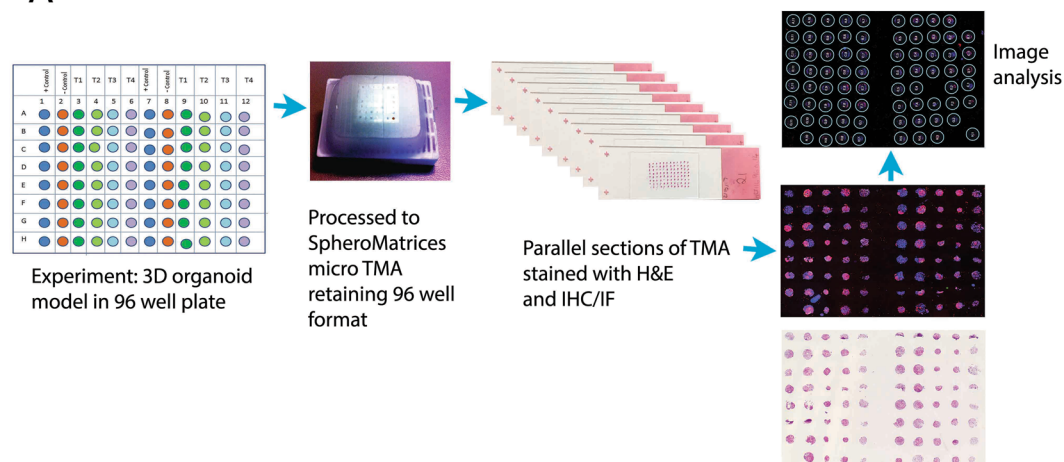 A
+ Control - Control T1 T2 T3 T4 + Control - Control T1 T2 T3 T4
1 2 3 4 5 6 7 8 9 10 11 12
A
B
C
D
E
F
G
H
Experiment: 3D organoid
model in 96 well plate
Processed to
SpheroMatrices
micro TMA
retaining 96 well
format
Parallel sections of TMA
stained with H&E
and IHC/IF
Image
analysis